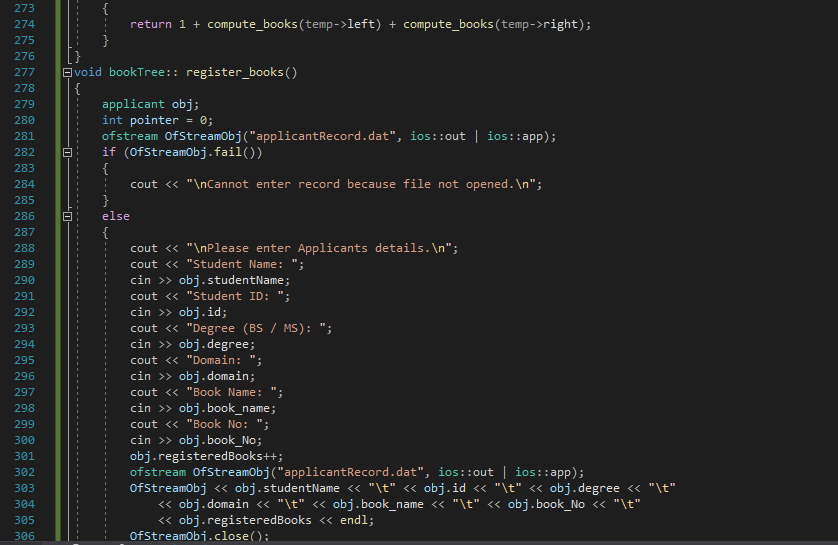 273 {
274 return 1 + compute_books(temp->left) + compute_books(temp->right);
275 }
276 }
277 void bookTree:: register_books()
278 {
279 applicant obj;
280 int pointer = 0;
281 ofstream OfStreamObj("applicantRecord.dat", ios::out | ios::app);
282 if (OfStreamObj.fail())
283 {
284 cout << "\nCannot enter record because file not opened.\n";
285 }
286 else
287 {
288 cout << "\nPlease enter Applicants details.\n";
289 cout << "Student Name: ";
290 cin >> obj.studentName;
291 cout << "Student ID: ";
292 cin >> obj.id;
293 cout << "Degree (BS / MS): ";
294 cin >> obj.degree;
295 cout << "Domain: ";
296 cin >> obj.domain;
297 cout << "Book Name: ";
298 cin >> obj.book_name;
299 cout << "Book No: ";
300 cin >> obj.book_No;
301 obj.registeredBooks++;
302 ofstream OfStreamObj("applicantRecord.dat", ios::out | ios::app);
303 OfStreamObj << obj.studentName << "\t" << obj.id << "\t" << obj.degree << "\t"
304 << obj.domain << "\t" << obj.book_name << "\t" << obj.book_No << "\t"
305 << obj.registeredBooks << endl;
306 OfStreamObj.close();